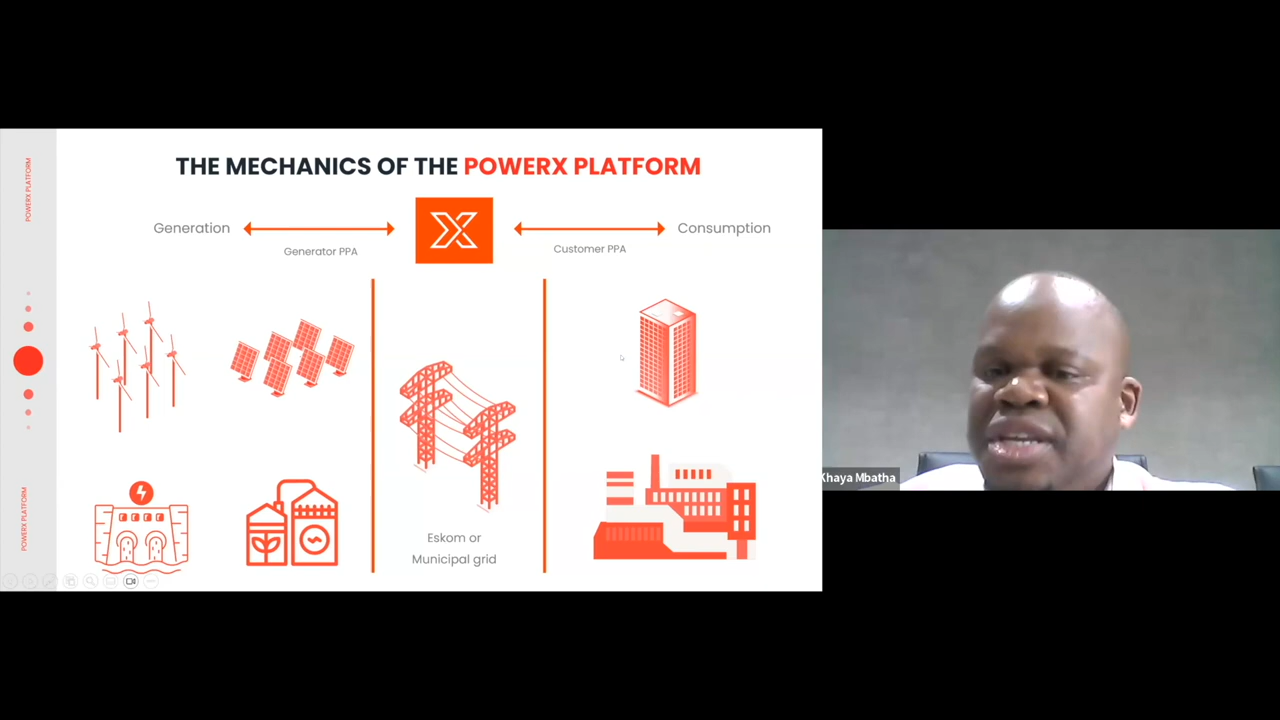 THE MECHANICS OF THE POWERX PLATFORM
POWERX PLATFORM
Generation
Generator PPA
X
Customer PPA
Consumption
Eskom or
Municipal grid
POWERX PLATFORM
Khaya Mbatha